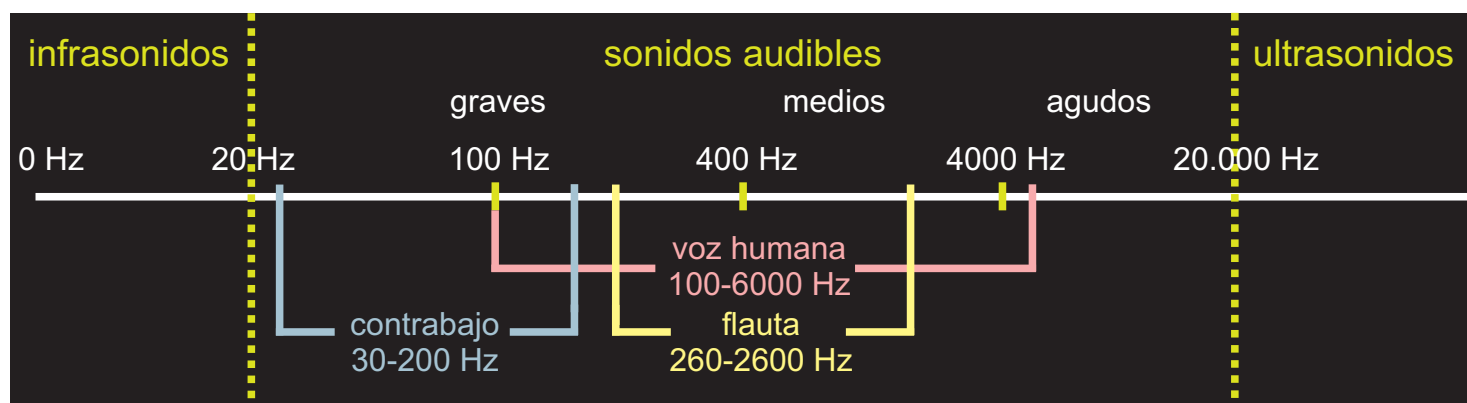 infrasonidos sonidos audibles ultrasonidos
graves medios agudos
0 Hz 20 Hz 100 Hz 400 Hz 4000 Hz 20.000 Hz
voz humana
100-6000 Hz
contrabajo flauta
30-200 Hz 260-2600 Hz